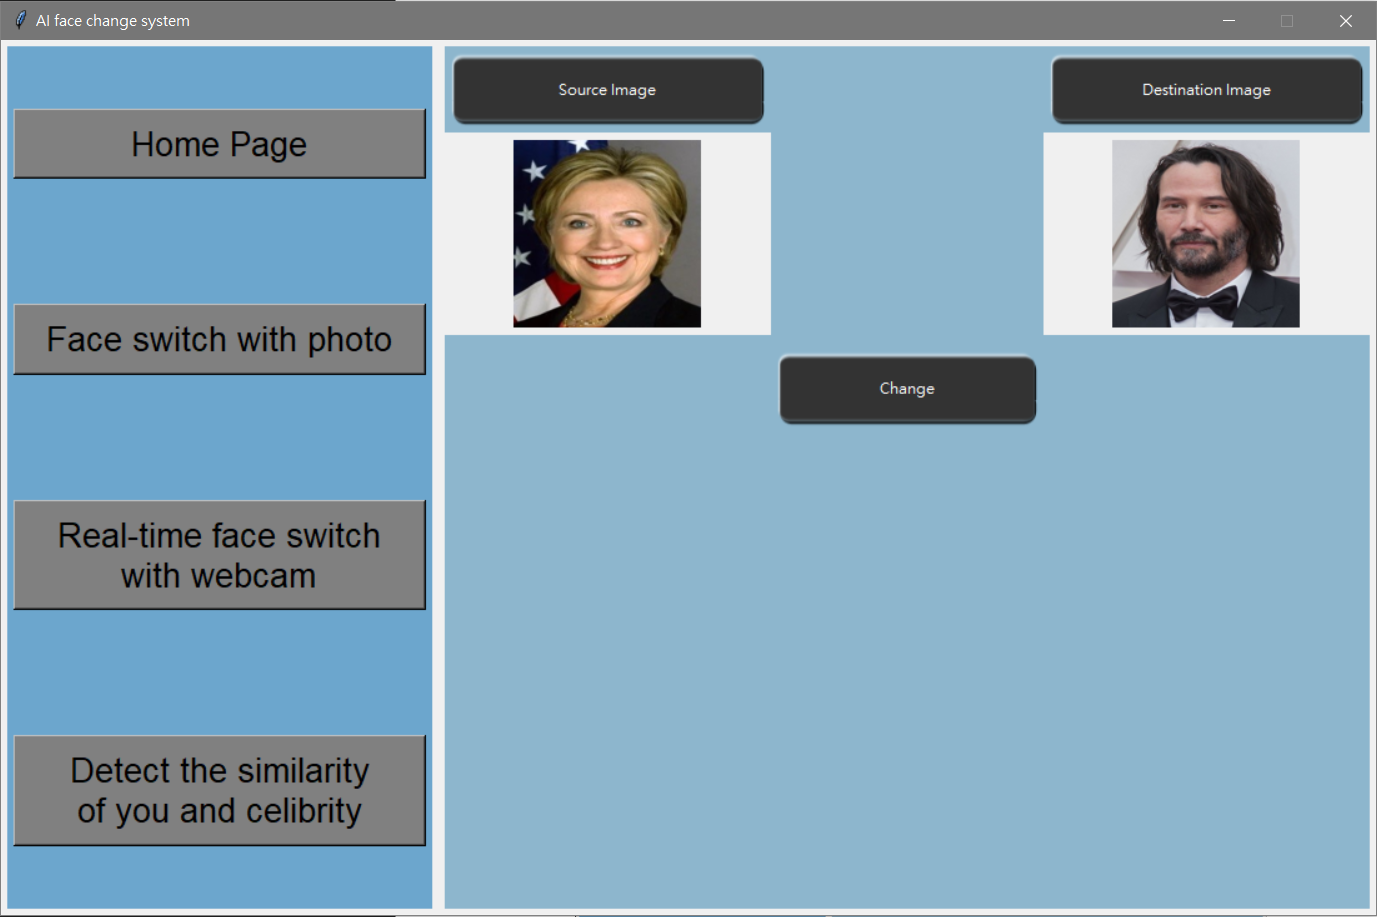 AI face change system
Home Page
Face switch with photo
Real-time face switch
with webcam
Detect the similarity
of you and celibrity
Source Image
Destination Image
Change